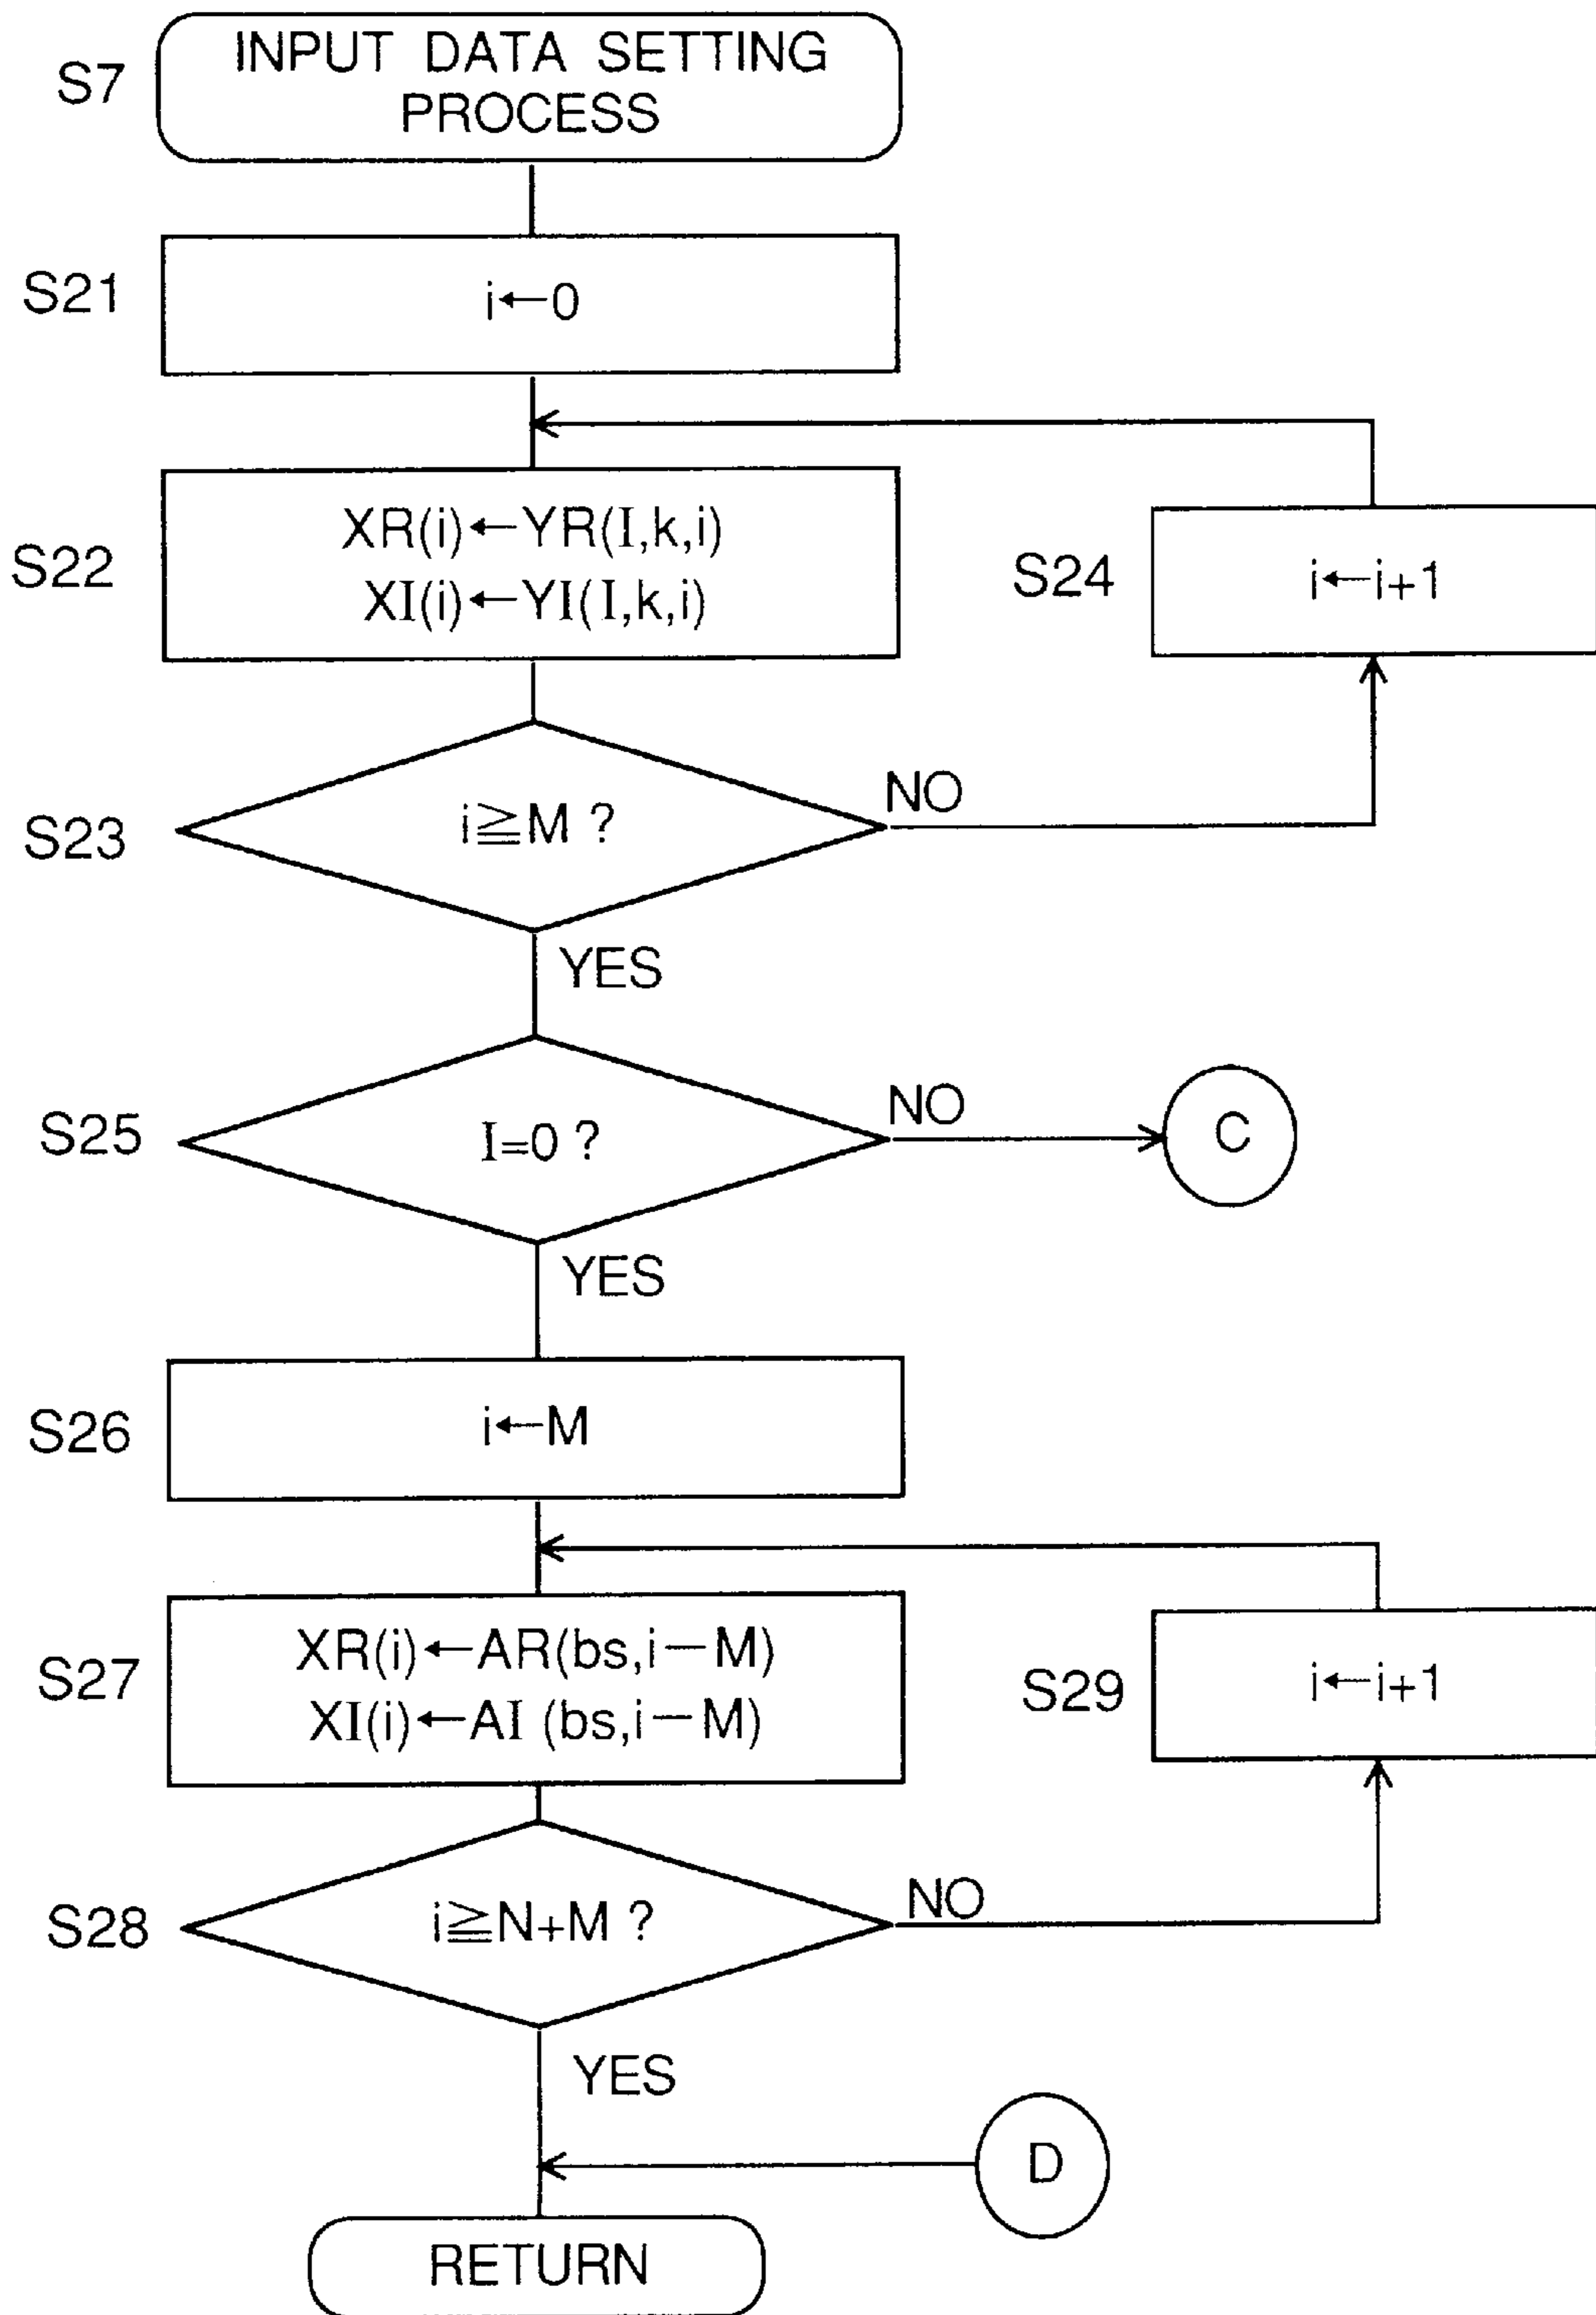 S7
INPUT DATA SETTING
PROCESS
S21
i←0
S22
XR(i)←YR(I,k,i)
XI(i)←YI(I,k,i)
S24
i←i+1
S23
i≧M ?
NO
YES
S25
I=0 ?
NO
C
YES
S26
i←M
S27
XR(i)←AR(bs,i−M)
XI(i)←AI (bs,i−M)
S29
i←i+1
S28
i≧N+M ?
NO
YES
D
RETURN